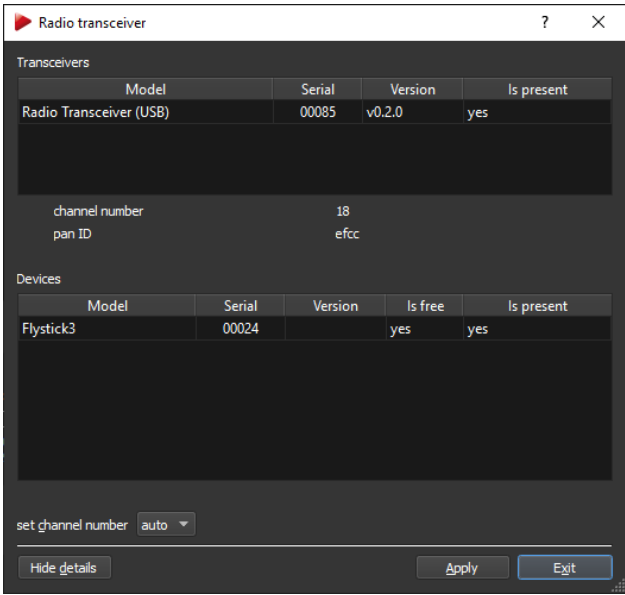 Radio transceiver ? ×
Transceivers
Model Serial Version Is present
Radio Transceiver (USB) 00085 v0.2.0 yes
channel number 18
pan ID efcc
Devices
Model Serial Version Is free Is present
Flystick3 00024 yes yes
set channel number auto
Hide details Apply Exit